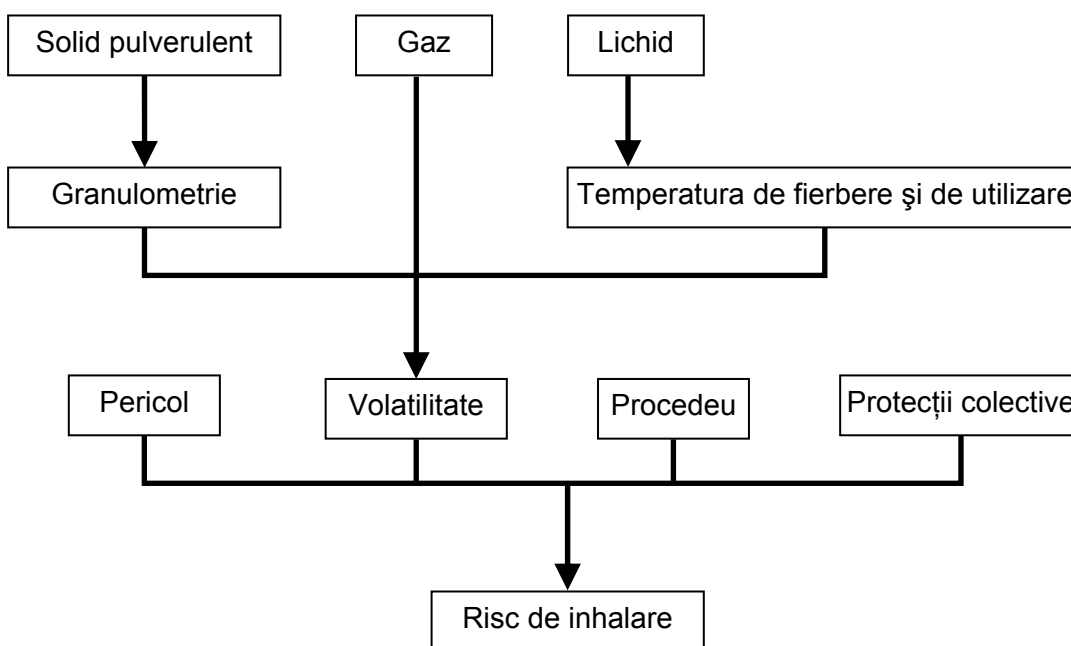 Solid pulverulent
Gaz
Lichid
Granulometrie
Temperatura de fierbere şi de utilizare
Pericol
Volatilitate
Procedeu
Protecții colective
Risc de inhalare